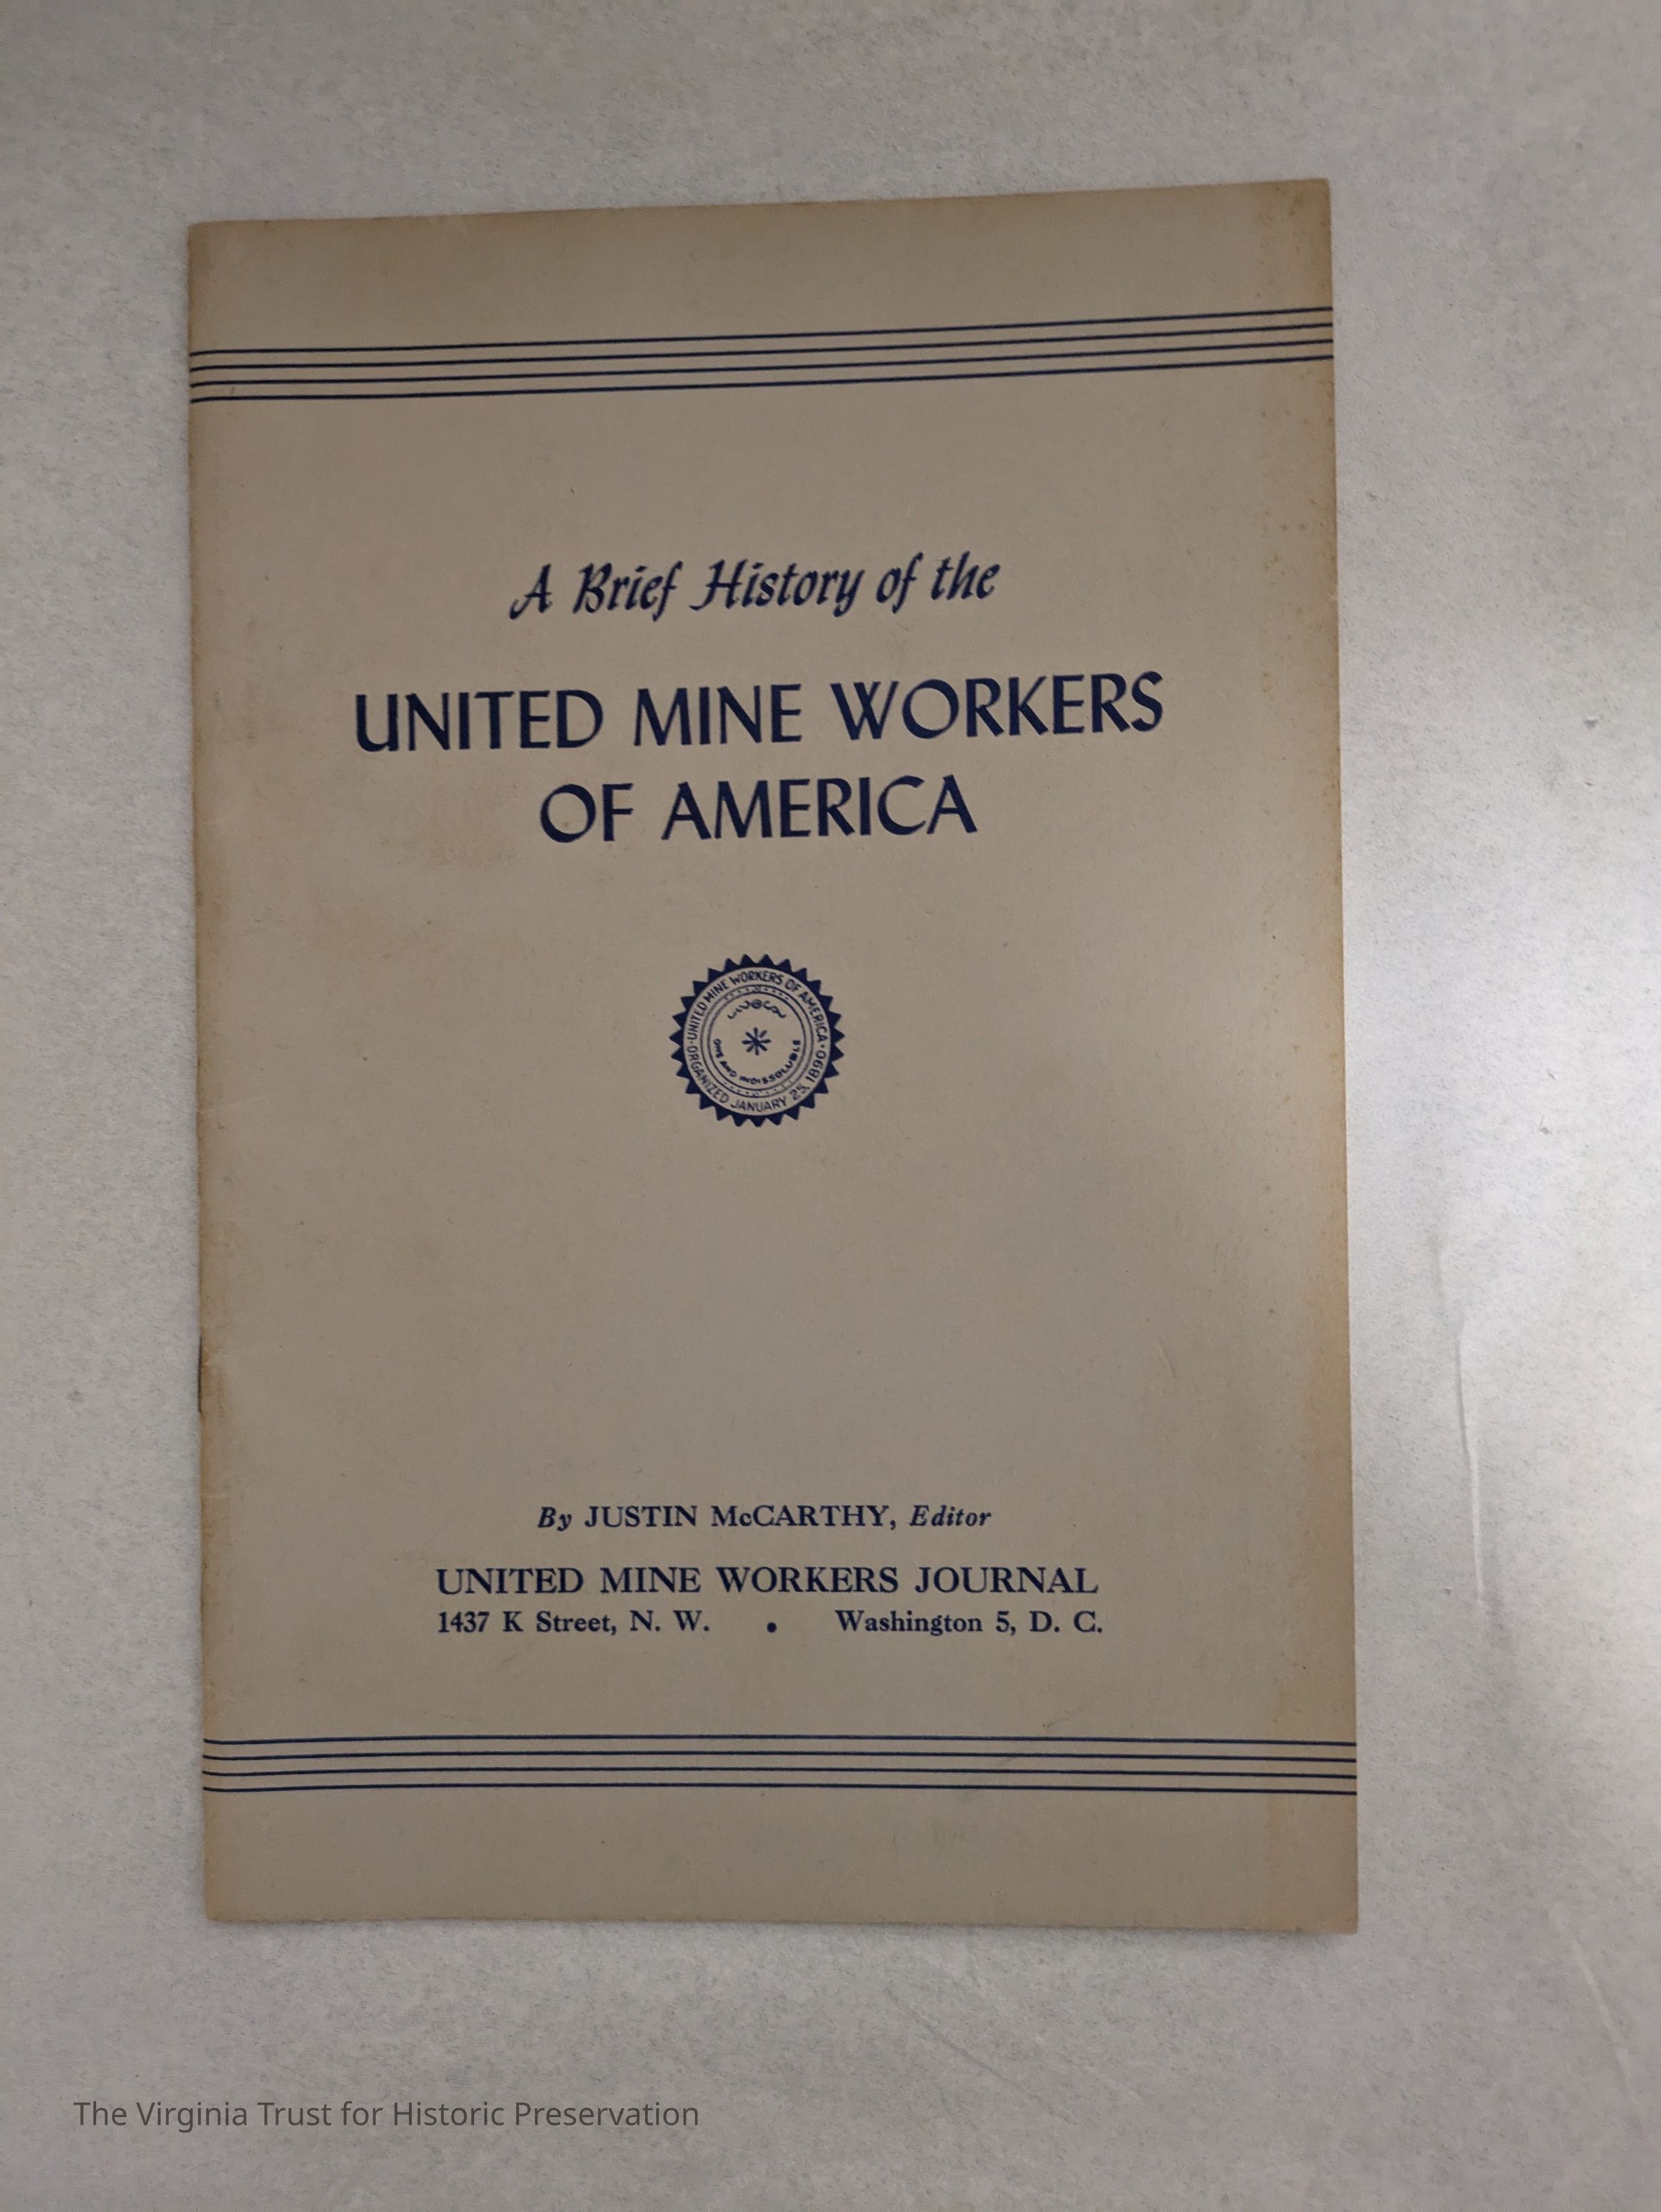 A Brief History of the
UNITED MINE WORKERS
OF AMERICA
UNITED MINE WORKERS OF AMERICA
ORGANIZED JANUARY 25, 1890
ONE AND INDISSOLUBLE
By JUSTIN McCARTHY, Editor
UNITED MINE WORKERS JOURNAL
1437 K Street, N. W. • Washington 5, D. C.
The Virginia Trust for Historic Preservation